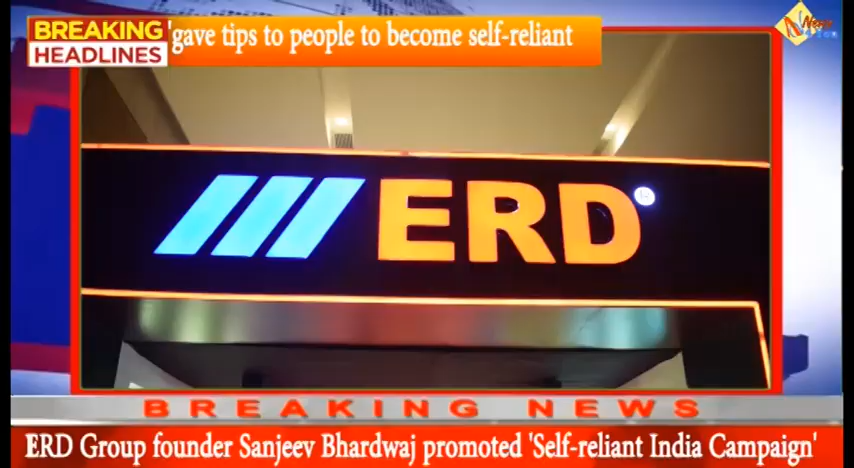 BREAKING
HEADLINES
'gave tips to people to become self-reliant
News
ERD
BREAKING NEWS
ERD Group founder Sanjeev Bhardwaj promoted 'Self-reliant India Campaign'